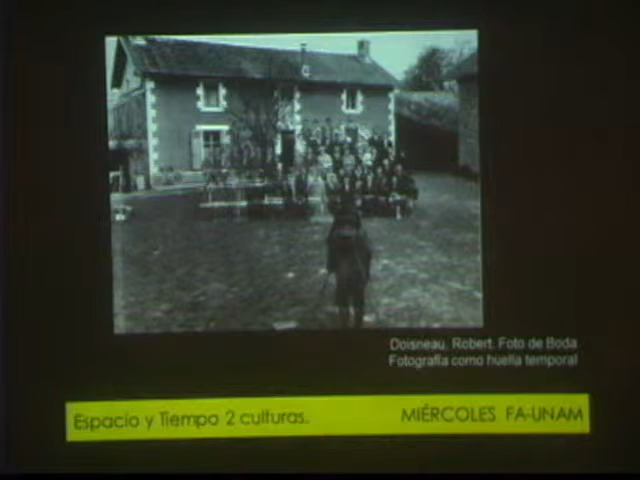 Doisneau, Robert. Foto de Boda
Fotografía como huella temporal
Espacio y Tiempo 2 culturas.
MIÉRCOLES FA-UNAM